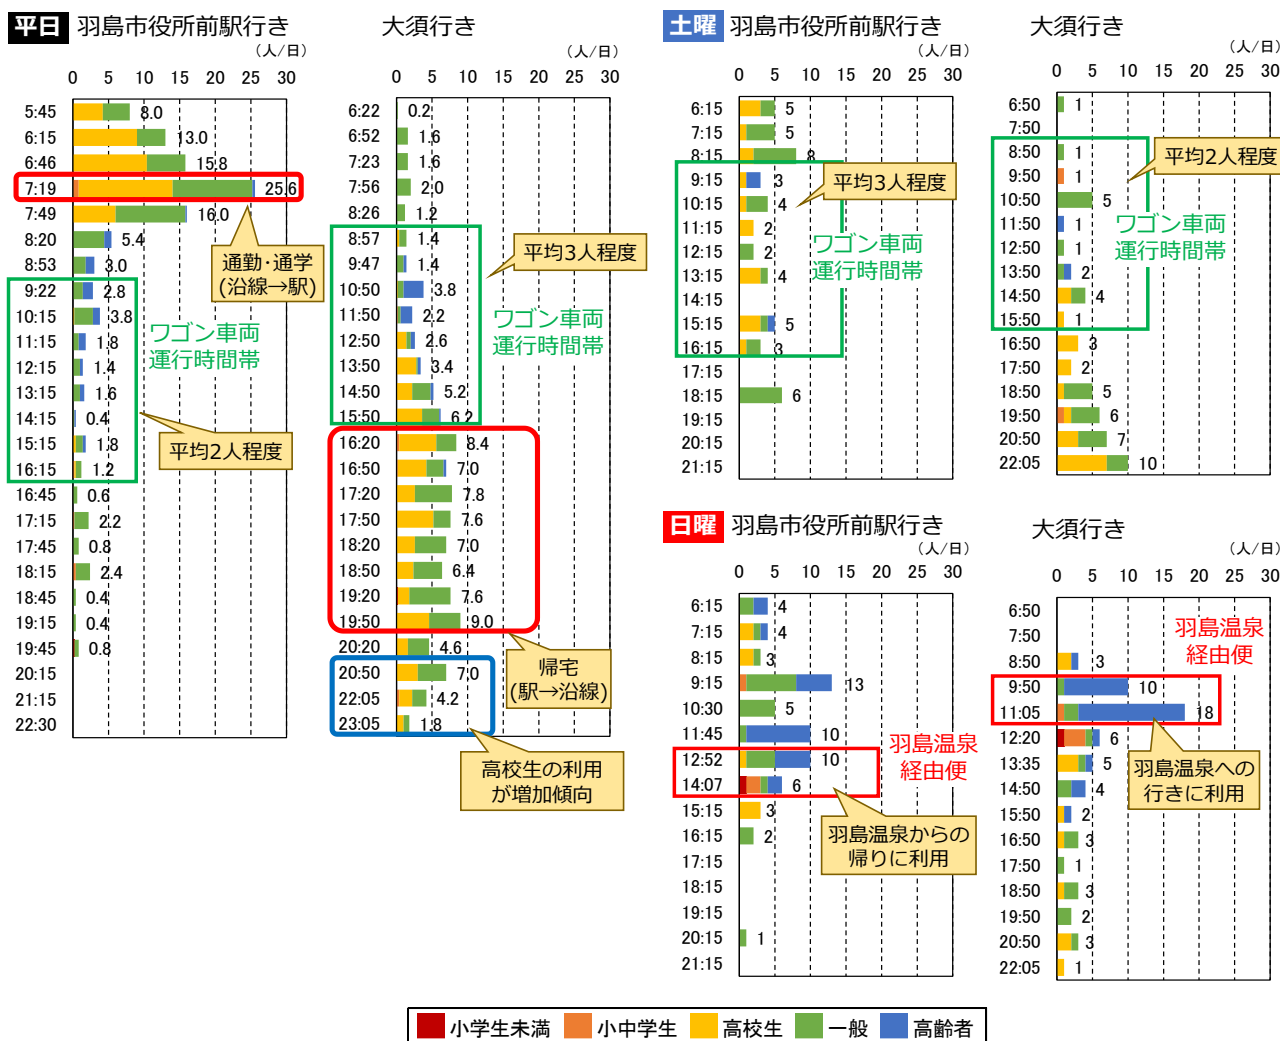 平日 羽島市役所前駅行き
(人/日)
0 5 10 15 20 25 30
5:45 8.0
6:15 13.0
6:46 15.8
7:19 25.6
7:49 16.0
8:20 5.4
8:53 3.0
9:22 2.8
10:15 3.8
11:15 1.8
12:15 1.4
13:15 1.6
14:15 0.4
15:15 1.8
16:15 1.2
16:45 0.6
17:15 2.2
17:45 0.8
18:15 2.4
18:45 0.4
19:15 0.4
19:45 0.8
20:15
21:15
22:30
通勤・通学
(沿線→駅)
ワゴン車両
運行時間帯
平均2人程度
大須行き
(人/日)
0 5 10 15 20 25 30
6:22 0.2
6:52 1.6
7:23 1.6
7:56 2.0
8:26 1.2
8:57 1.4
9:47 1.4
10:50 3.8
11:50 2.2
12:50 2.6
13:50 3.4
14:50 5.2
15:50 6.2
16:20 8.4
16:50 7.0
17:20 7.8
17:50 7.6
18:20 7.0
18:50 6.4
19:20 7.6
19:50 9.0
20:20 4.6
20:50 7.0
22:05 4.2
23:05 1.8
平均3人程度
ワゴン車両
運行時間帯
帰宅
(駅→沿線)
高校生の利用
が増加傾向
土曜 羽島市役所前駅行き
(人/日)
0 5 10 15 20 25 30
6:15 5
7:15 5
8:15 8
9:15 3
10:15 4
11:15 2
12:15 2
13:15 4
14:15
15:15 5
16:15 3
17:15
18:15 6
19:15
20:15
21:15
平均3人程度
ワゴン車両
運行時間帯
大須行き
(人/日)
0 5 10 15 20 25 30
6:50 1
7:50
8:50 1
9:50 1
10:50 5
11:50 1
12:50 1
13:50 2
14:50 4
15:50 1
16:50 3
17:50 2
18:50 5
19:50 6
20:50 7
22:05 10
平均2人程度
ワゴン車両
運行時間帯
日曜 羽島市役所前駅行き
(人/日)
0 5 10 15 20 25 30
6:15 4
7:15 4
8:15 3
9:15 13
10:30 5
11:45 10
12:52 10
14:07 6
15:15 3
16:15 2
17:15
18:15
19:15
20:15 1
21:15
羽島温泉
経由便
羽島温泉からの
帰りに利用
大須行き
(人/日)
0 5 10 15 20 25 30
6:50
7:50
8:50 3
9:50 10
11:05 18
12:20 6
13:35 5
14:50 4
15:50 2
16:50 3
17:50 1
18:50 3
19:50 2
20:50 3
22:05 1
羽島温泉
経由便
羽島温泉への
行きに利用
小学生未満 小中学生 高校生 一般 高齢者